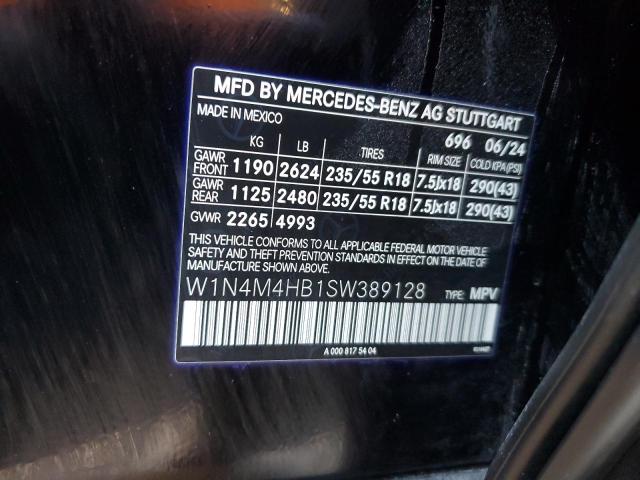 MFD BY MERCEDES-BENZ AG STUTTGART
MADE IN MEXICO 696 06/24
KG LB TIRES RIM SIZE COLD KPA(PSI)
GAWR FRONT 1190 2624 235/55 R18 7.5Jx18 290(43)
GAWR REAR 1125 2480 235/55 R18 7.5Jx18 290(43)
GVWR 2265 4993
THIS VEHICLE CONFORMS TO ALL APPLICABLE FEDERAL MOTOR VEHICLE
SAFETY AND THEFT PREVENTION STANDARDS IN EFFECT ON THE DATE OF
MANUFACTURE SHOWN ABOVE.
W1N4M4HB1SW389128 TYPE: MPV
A 000 817 54 04